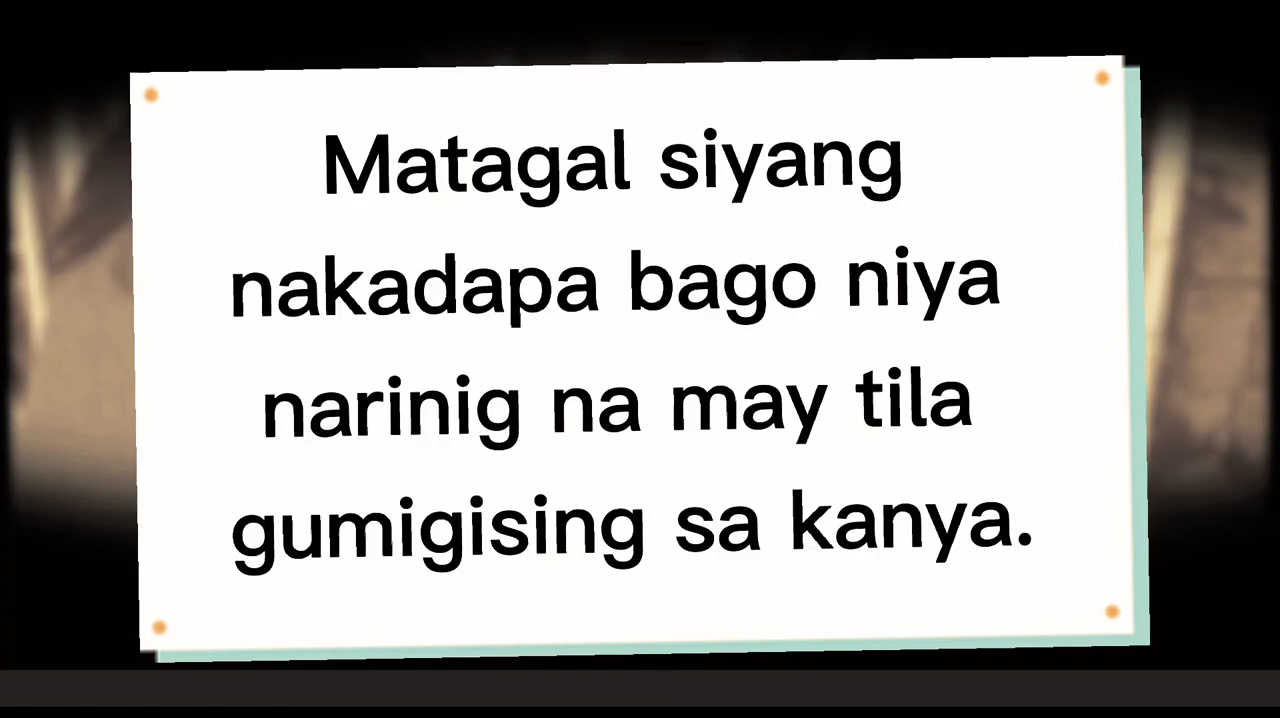 Matagal siyang
nakadapa bago niya
narinig na may tila
gumigising sa kanya.